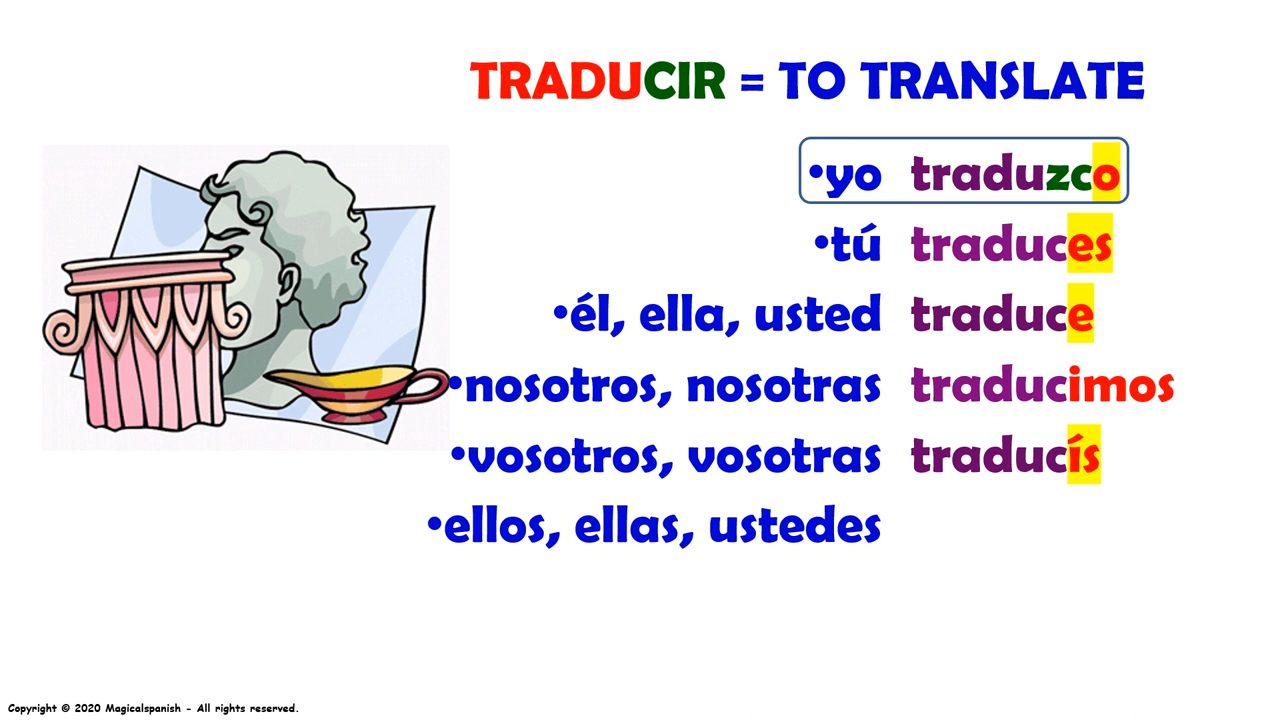 TRADUCIR = TO TRANSLATE
•yo traduzco
•tú traduces
•él, ella, usted traduce
•nosotros, nosotras traducimos
•vosotros, vosotras traducís
•ellos, ellas, ustedes
Copyright © 2020 Magicalspanish - All rights reserved.